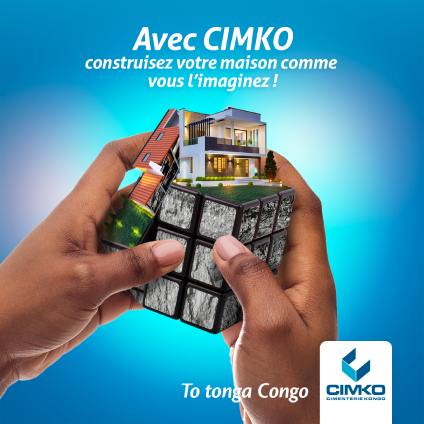 Avec CIMKO
construisez votre maison comme
vous l'imaginez !
To tonga Congo
CIMKO
CIMENTERIE KONGO